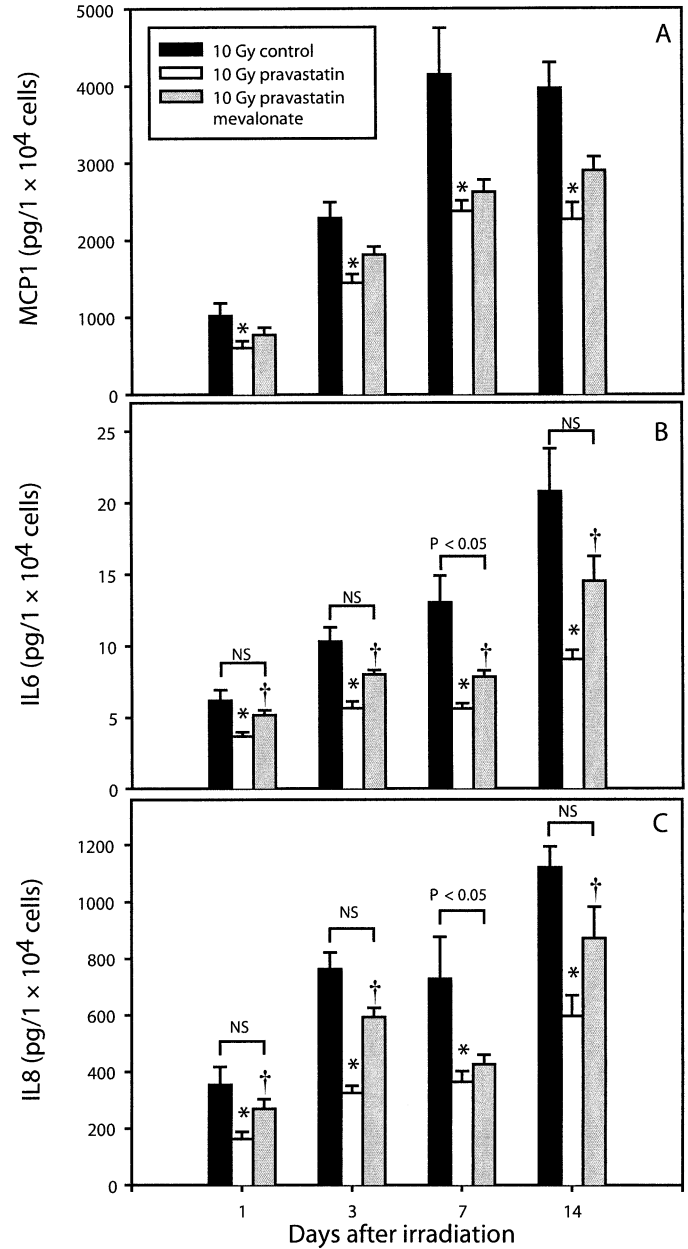 5000
4000
3000
2000
1000
0
MCP1 (pg/1 × 10⁴ cells)
A
10 Gy control
10 Gy pravastatin
10 Gy pravastatin
mevalonate
*
*
*
*
25
20
15
10
5
0
IL6 (pg/1 × 10⁴ cells)
B
NS
P < 0.05
NS
NS
* †
* †
* †
* †
1200
1000
800
600
400
200
0
IL8 (pg/1 × 10⁴ cells)
C
NS
P < 0.05
NS
NS
* †
* †
*
* †
1 3 7 14
Days after irradiation